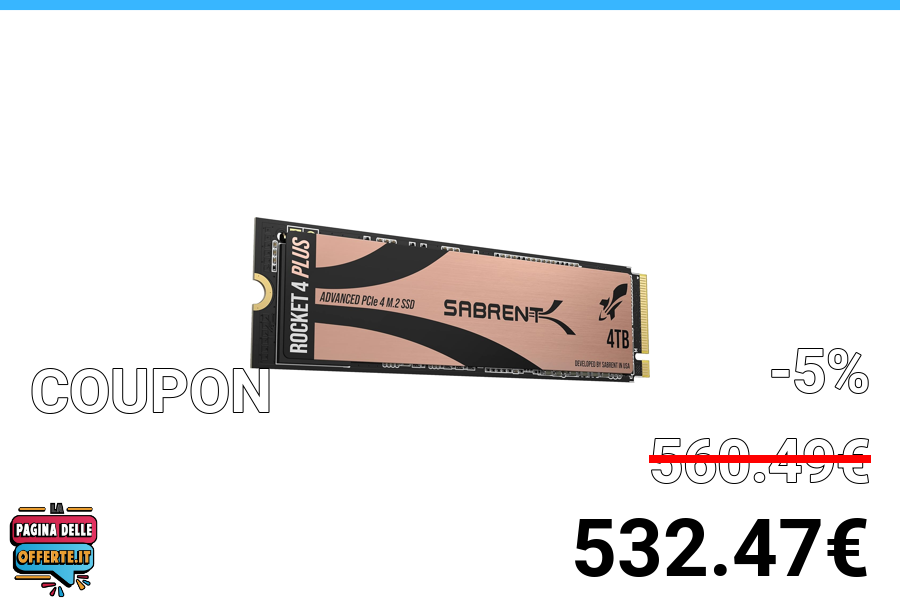 ROCKET 4 PLUS
ADVANCED PCIe 4 M.2 SSD
SABRENT
4TB
DEVELOPED BY SABRENT IN USA
COUPON
-5%
560.49€
532.47€
LA
PAGINA DELLE
OFFERTE.IT